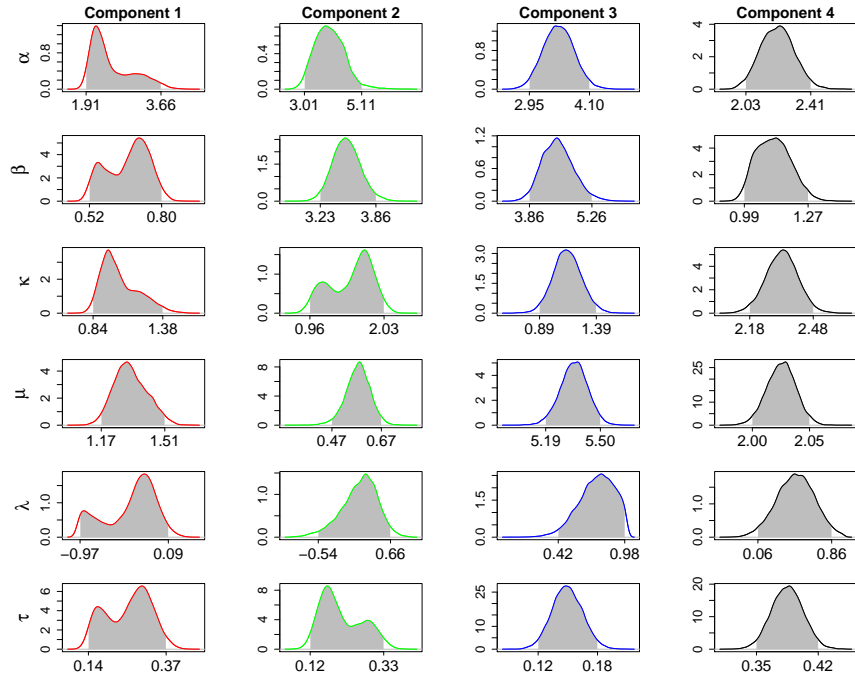 Component 1 Component 2 Component 3 Component 4
α 0.0 0.4 0.8 1.91 3.66 0.0 0.4 3.01 5.11 0.0 0.4 0.8 2.95 4.10 0 2 4 2.03 2.41
β 0 2 4 0.52 0.80 0.0 1.5 3.23 3.86 0.0 0.6 1.2 3.86 5.26 0 2 4 0.99 1.27
κ 0 2 0.84 1.38 0.0 1.0 0.96 2.03 0.0 1.5 3.0 0.89 1.39 0 2 4 2.18 2.48
μ 0 2 4 1.17 1.51 0 4 8 0.47 0.67 0 2 4 5.19 5.50 0 10 25 2.00 2.05
λ 0.0 1.0 −0.97 0.09 0.0 1.0 −0.54 0.66 0.0 1.5 0.42 0.98 0.0 1.0 0.06 0.86
τ 0 2 4 6 0.14 0.37 0 4 8 0.12 0.33 0 10 25 0.12 0.18 0 10 20 0.35 0.42